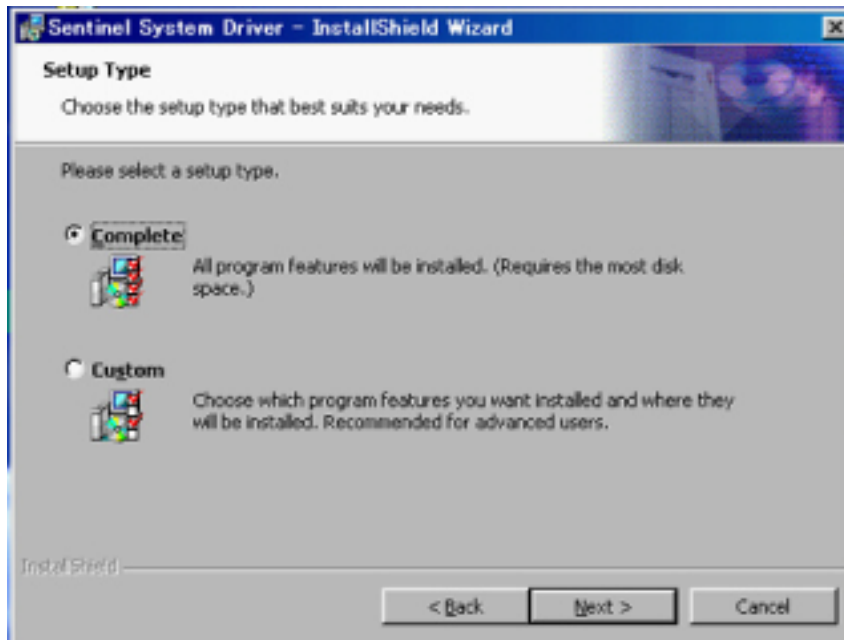 Sentinel System Driver - InstallShield Wizard
Setup Type
Choose the setup type that best suits your needs.
Please select a setup type.
Complete
All program features will be installed. (Requires the most disk
space.)
Custom
Choose which program features you want installed and where they
will be installed. Recommended for advanced users.
InstallShield
< Back
Next >
Cancel